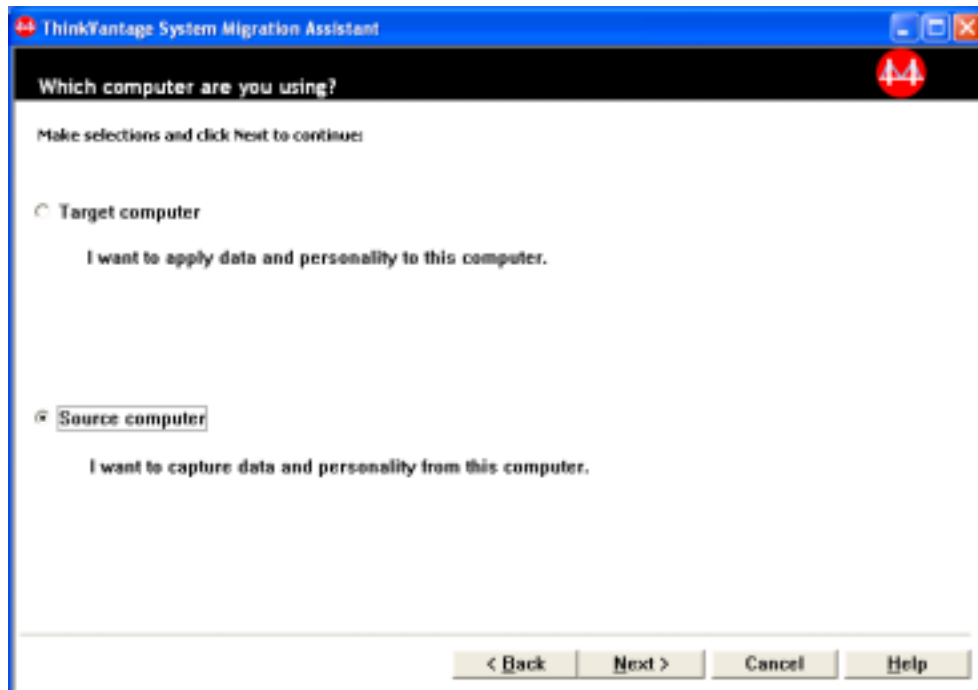 ThinkVantage System Migration Assistant
Which computer are you using?
Make selections and click Next to continue:
Target computer
I want to apply data and personality to this computer.
Source computer
I want to capture data and personality from this computer.
< Back
Next >
Cancel
Help